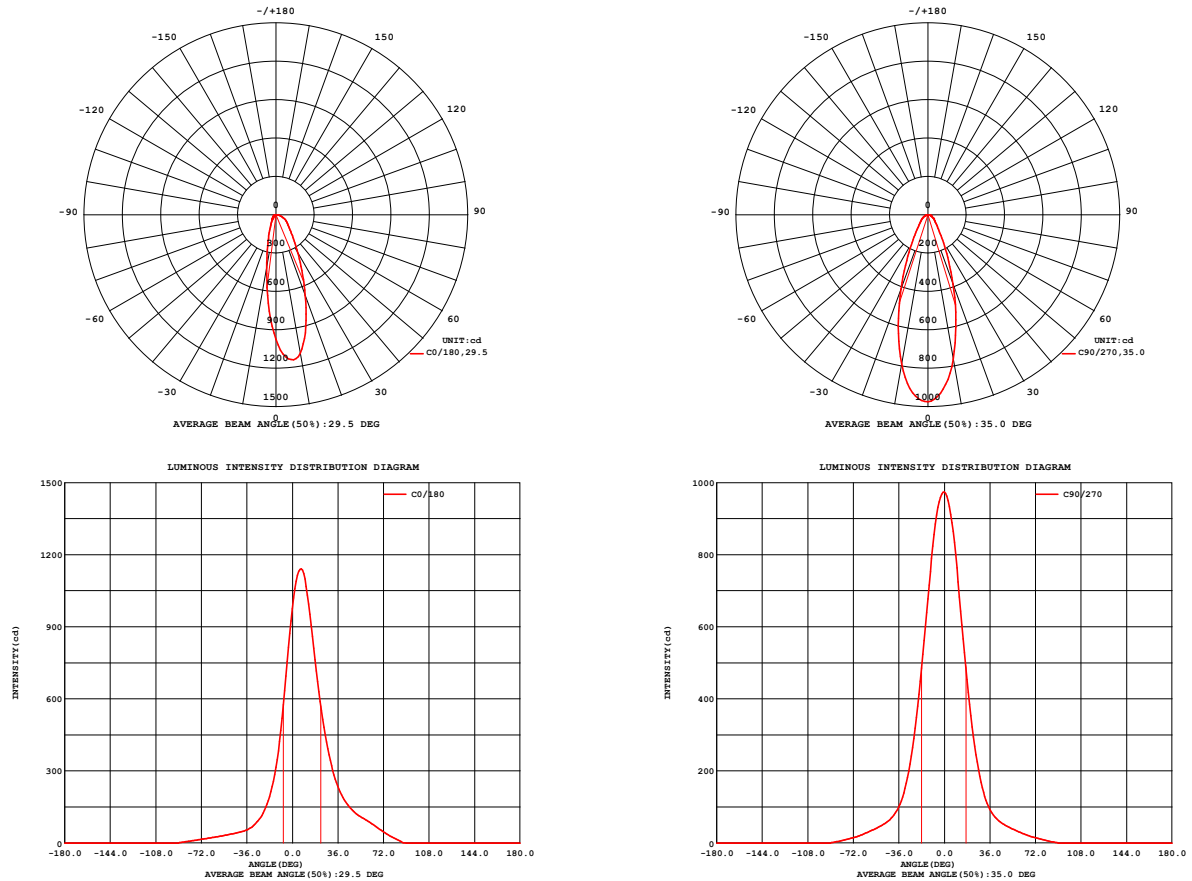 -/+180
-150
150
-120
120
-90
90
-60
60
-30
30
0
0
300
600
900
1200
1500
UNIT:cd
C0/180,29.5
AVERAGE BEAM ANGLE(50%):29.5 DEG
-/+180
-150
150
-120
120
-90
90
-60
60
-30
30
0
0
200
400
600
800
1000
UNIT:cd
C90/270,35.0
AVERAGE BEAM ANGLE(50%):35.0 DEG
LUMINOUS INTENSITY DISTRIBUTION DIAGRAM
C0/180
INTENSITY(cd)
1500
1200
900
600
300
0
-180.0 -144.0 -108.0 -72.0 -36.0 0.0 36.0 72.0 108.0 144.0 180.0
ANGLE(DEG)
AVERAGE BEAM ANGLE(50%):29.5 DEG
LUMINOUS INTENSITY DISTRIBUTION DIAGRAM
C90/270
INTENSITY(cd)
1000
800
600
400
200
0
-180.0 -144.0 -108.0 -72.0 -36.0 0.0 36.0 72.0 108.0 144.0 180.0
ANGLE(DEG)
AVERAGE BEAM ANGLE(50%):35.0 DEG